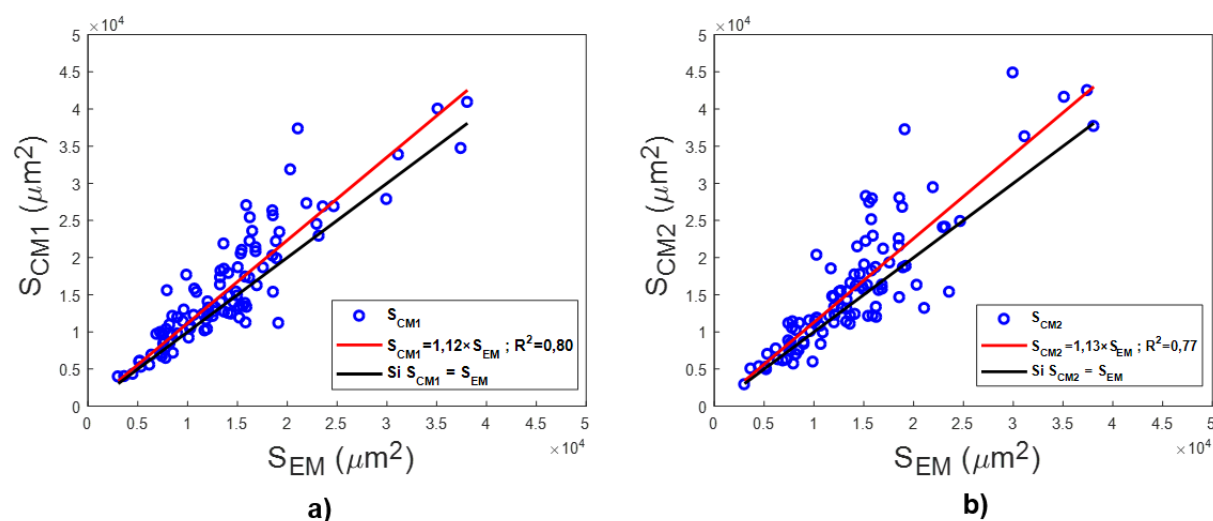 ×10⁴
5
4.5
4
3.5
3
2.5
2
1.5
1
0.5
0
S_CM1 (μm²)
S_CM1
S_CM1=1,12×S_EM ; R²=0,80
Si S_CM1 = S_EM
0 0.5 1 1.5 2 2.5 3 3.5 4 4.5 5
×10⁴
S_EM (μm²)
a)
×10⁴
5
4.5
4
3.5
3
2.5
2
1.5
1
0.5
0
S_CM2 (μm²)
S_CM2
S_CM2=1,13×S_EM ; R²=0,77
Si S_CM2 = S_EM
0 0.5 1 1.5 2 2.5 3 3.5 4 4.5 5
×10⁴
S_EM (μm²)
b)